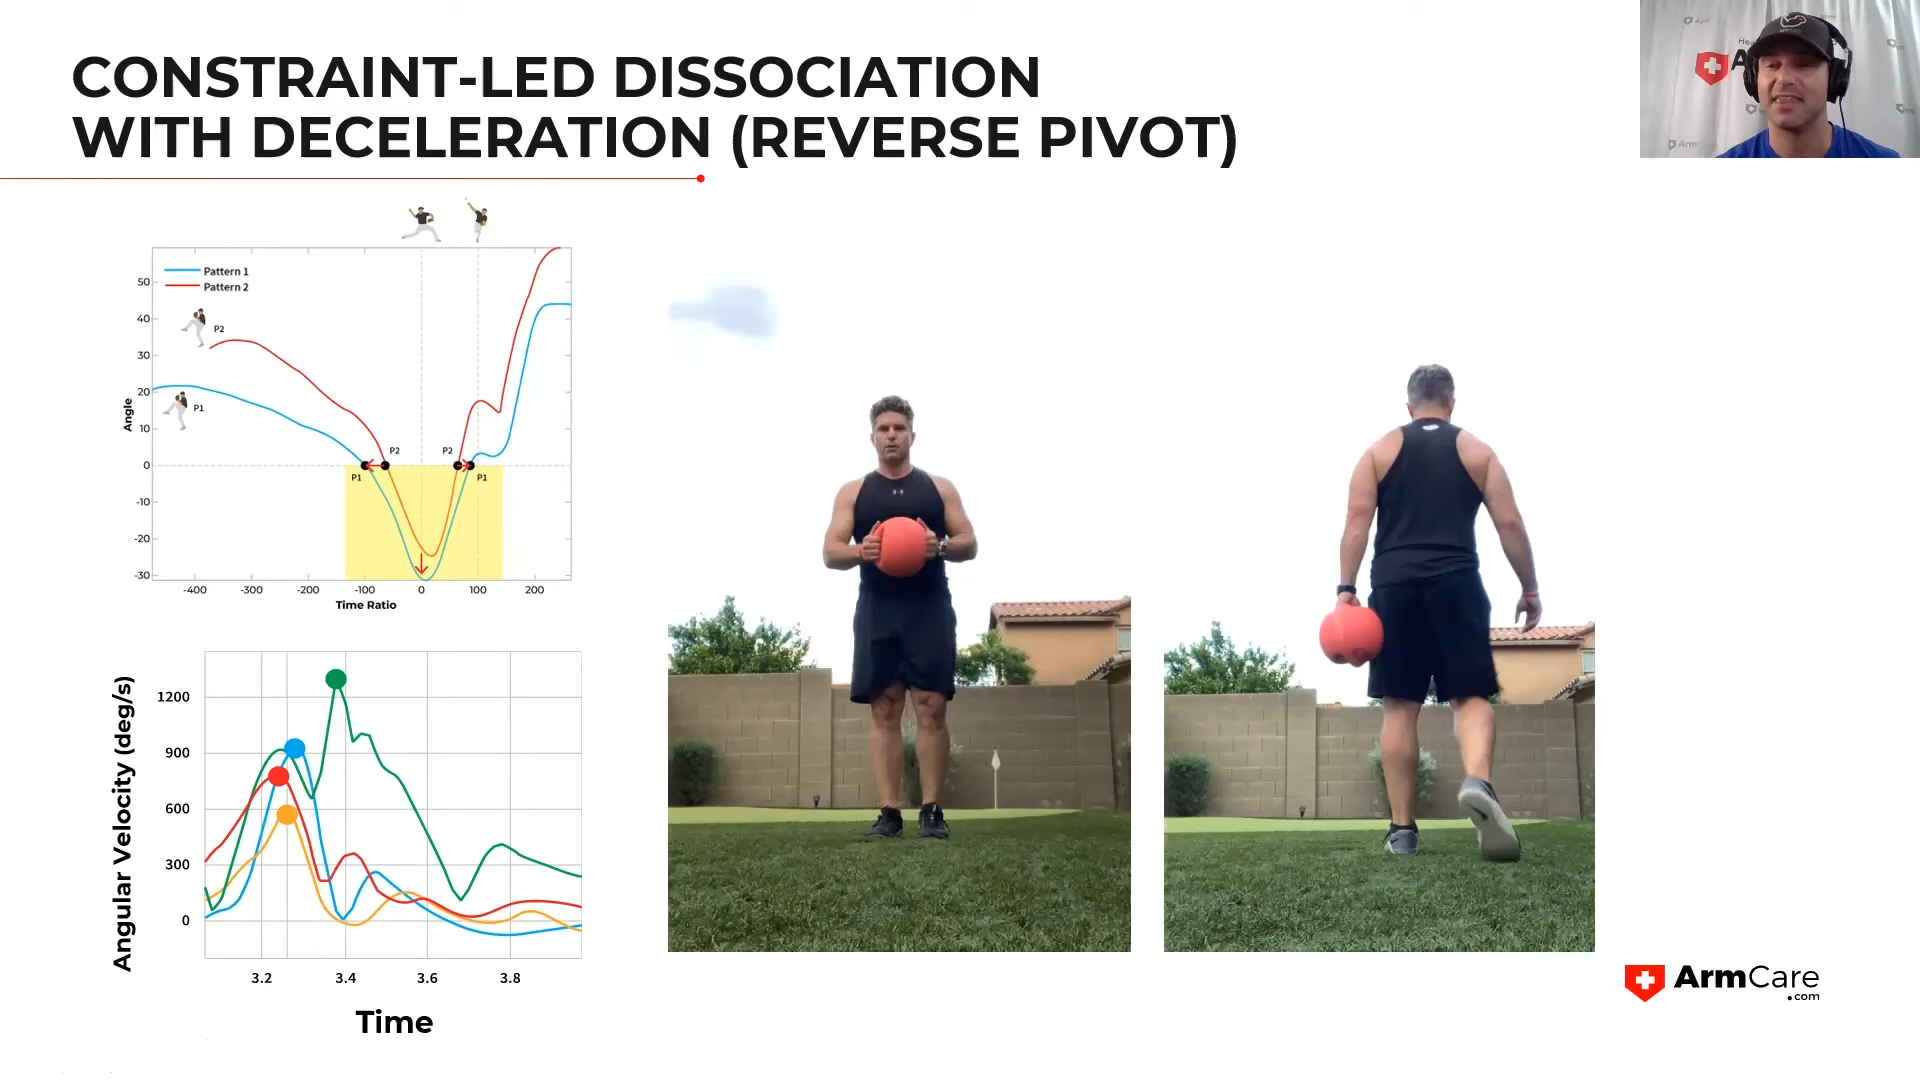 CONSTRAINT-LED DISSOCIATION
WITH DECELERATION (REVERSE PIVOT)
Pattern 1
Pattern 2
P2
P1
P2
P2
P1
P1
50
40
30
20
10
0
-10
-20
-30
Angle
-400
-300
-200
-100
0
100
200
Time Ratio
1200
900
600
300
0
Angular Velocity (deg/s)
3.2
3.4
3.6
3.8
Time
ArmCare
.com